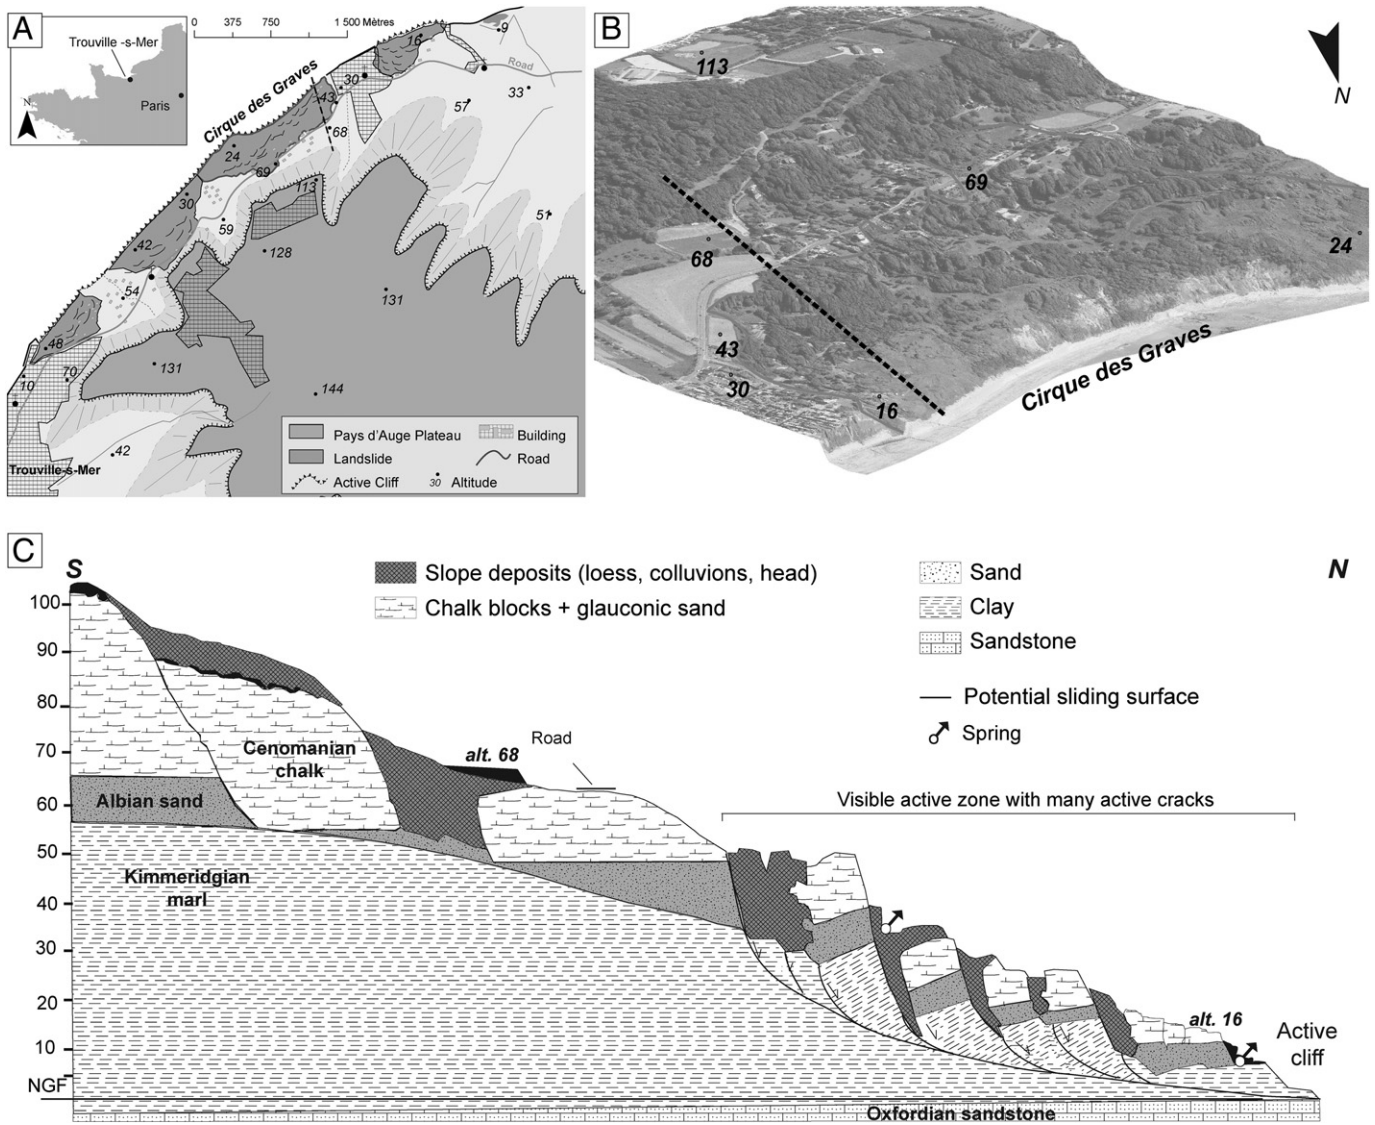 A
Trouville -s-Mer
Paris
N
0 375 750 1 500 Mètres
Cirque des Graves
Road
16
9
30
43
33
57
68
24
69
113
30
59
51
42
128
54
131
48
131
10
70
144
42
Trouville-s-Mer
Pays d'Auge Plateau
Building
Landslide
Road
Active Cliff
30 Altitude
B
113
N
69
24
68
43
30
16
Cirque des Graves
C
S
N
Slope deposits (loess, colluvions, head)
Chalk blocks + glauconic sand
Sand
Clay
Sandstone
Potential sliding surface
Spring
100
90
80
70
60
50
40
30
20
10
NGF
Cenomanian
chalk
alt. 68
Road
Albian sand
Visible active zone with many active cracks
Kimmeridgian
marl
alt. 16
Active
cliff
Oxfordian sandstone